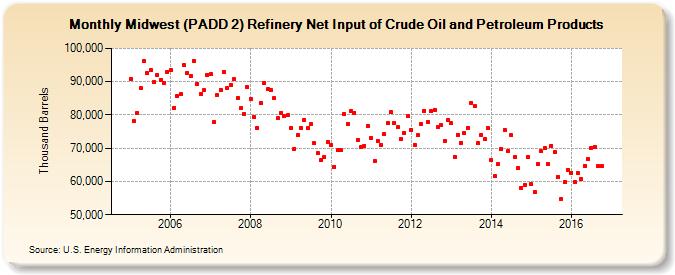 Monthly Midwest (PADD 2) Refinery Net Input of Crude Oil and Petroleum Products
Thousand Barrels
100,000
90,000
80,000
70,000
60,000
50,000
2006 2008 2010 2012 2014 2016
Source: U.S. Energy Information Administration